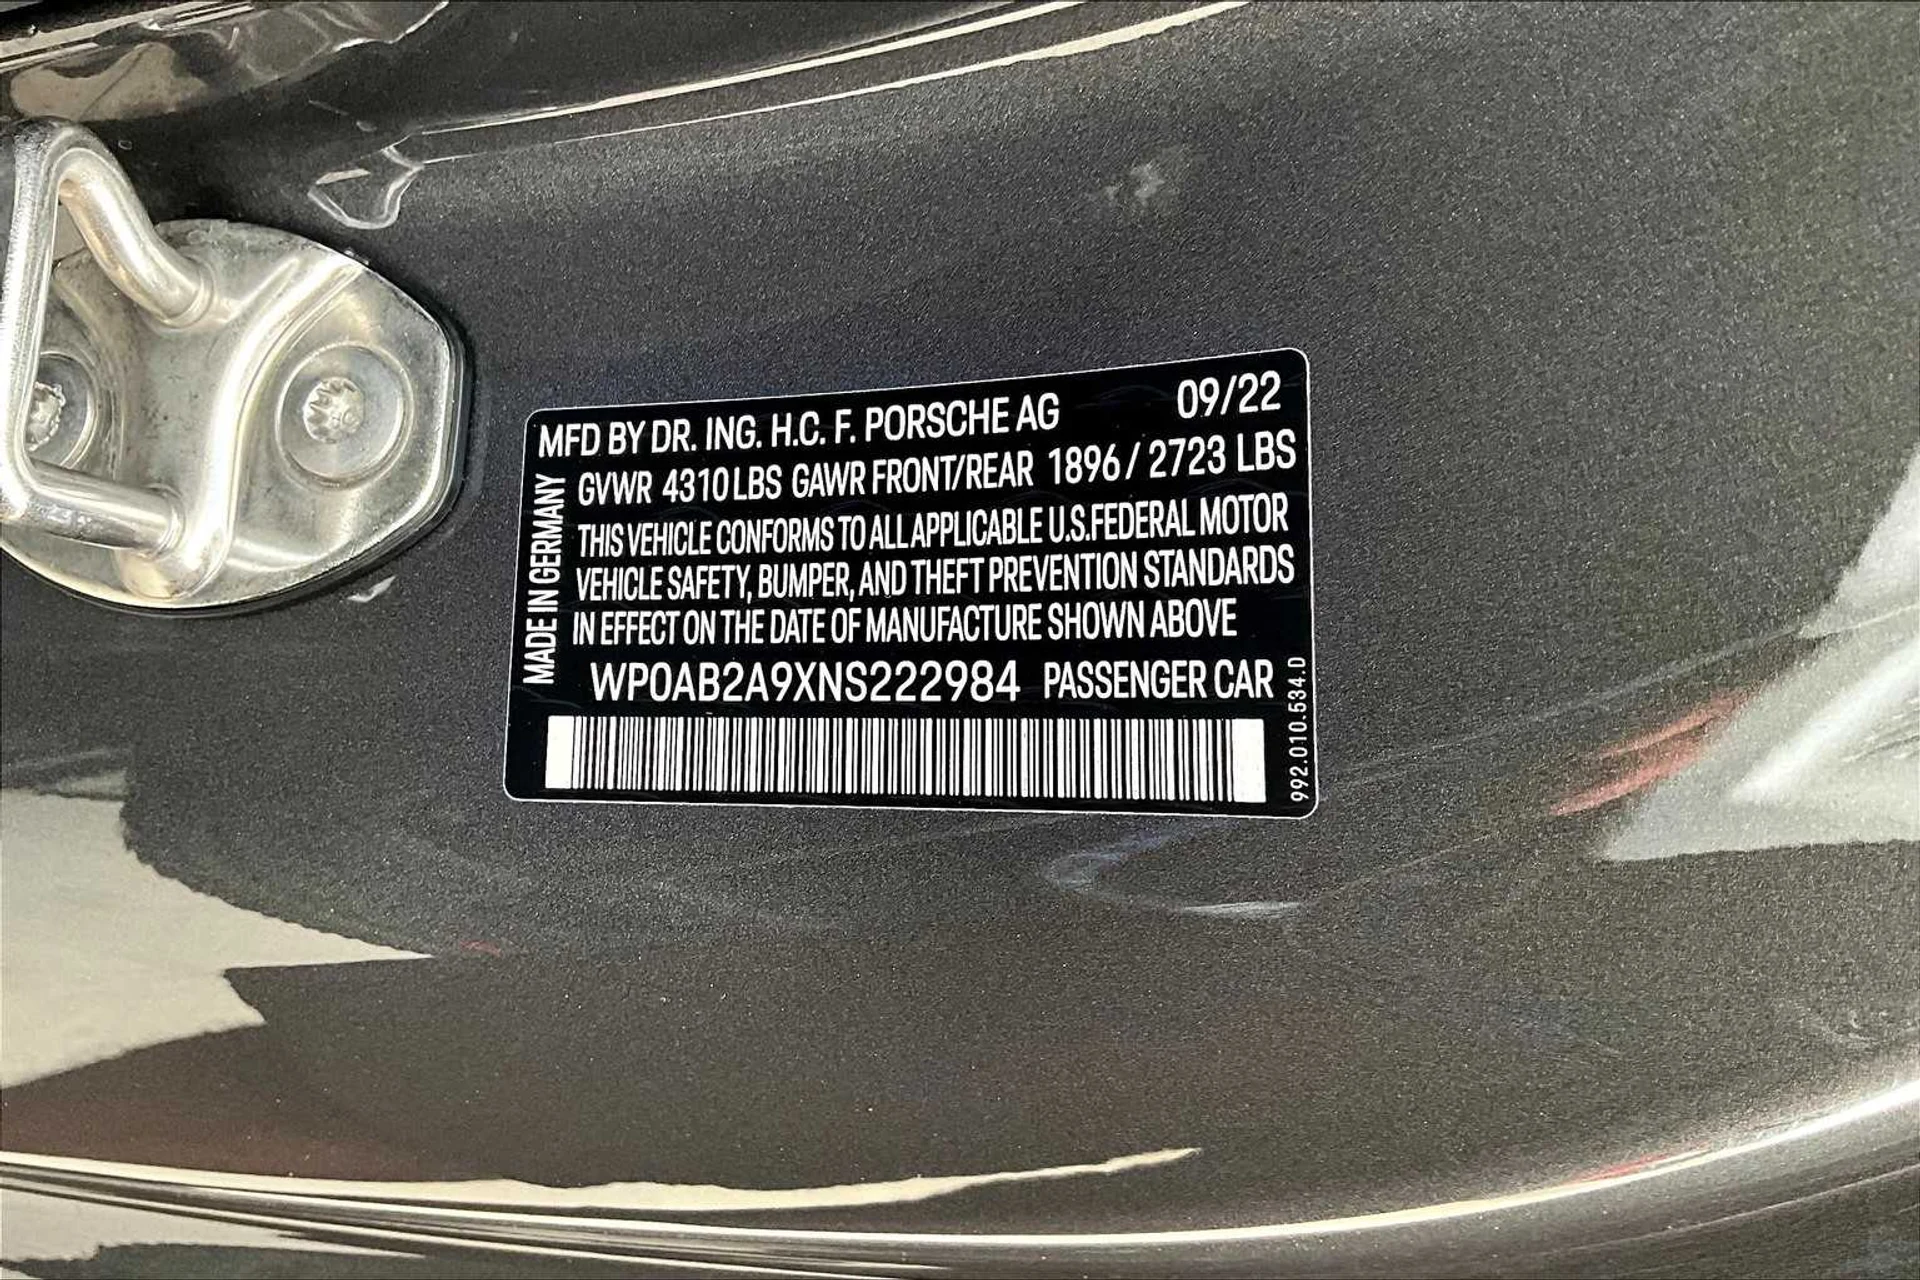 MFD BY DR. ING. H.C. F. PORSCHE AG 09/22
GVWR 4310 LBS GAWR FRONT/REAR 1896 / 2723 LBS
THIS VEHICLE CONFORMS TO ALL APPLICABLE U.S.FEDERAL MOTOR
VEHICLE SAFETY, BUMPER, AND THEFT PREVENTION STANDARDS
IN EFFECT ON THE DATE OF MANUFACTURE SHOWN ABOVE
WP0AB2A9XNS222984 PASSENGER CAR
MADE IN GERMANY
992.010.534.D